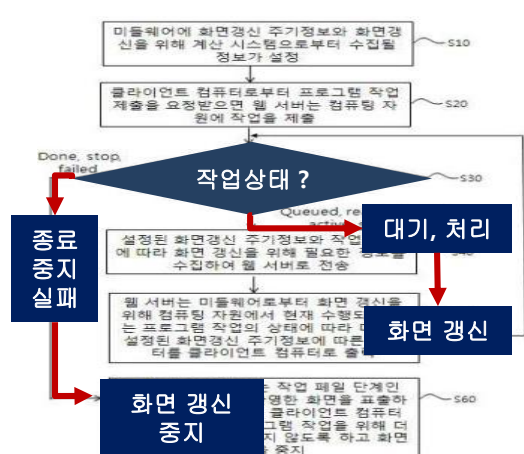 미들웨어에 화면갱신 주기정보와 화면갱
신을 위해 계산 시스템으로부터 수집될
정보가 설정
S10
클라이언트 컴퓨터로부터 프로그램 작업
제출을 요청받으면 웹 서버는 컴퓨팅 자
원에 작업을 제출
S20
Done, stop,
failed
작업상태 ?
S30
Queued,
대기, 처리
종료
중지
실패
설정된 화면갱신 주기정보와
에 따라 화면 갱신을 위해 필요한
수집하여 웹 서버로 전송
웹 서버는 미들웨어로부터 화면 갱신을
위해 컴퓨팅 자원에서 현재 수행
는 프로그램 작업의 상태에 따라
설정된 화면갱신 주기정보에 따른
터를 클라이언트 컴퓨터로 출력
화면 갱신
화면 갱신
중지
작업 페일 단계인
화면을 표출하
클라이언트 컴퓨터
작업을 위해 더
않도록 하고 화면
중지
S60